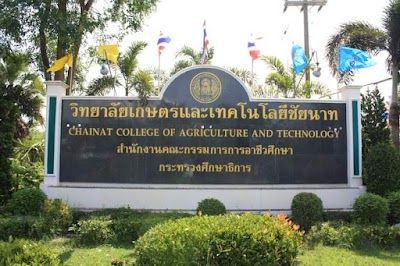 วิทยาลัยเกษตรและเทคโนโลยีชัยนาท
CHAINAT COLLEGE OF AGRICULTURE AND TECHNOLOGY
สำนักงานคณะกรรมการการอาชีวศึกษา
กระทรวงศึกษาธิการ